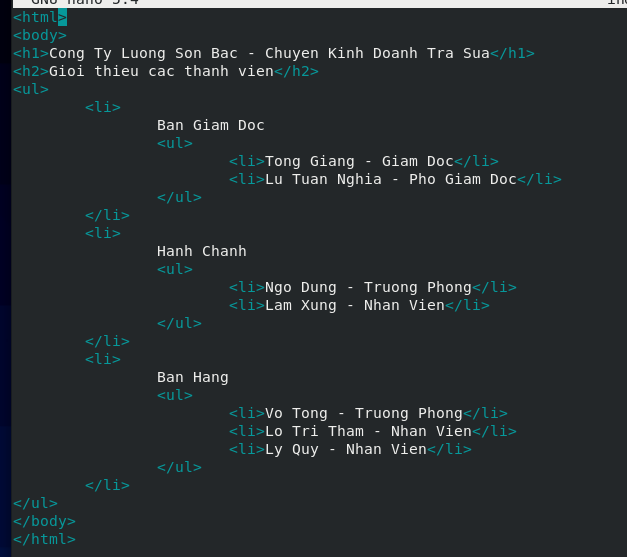 GNU nano 5.4
<html>
<body>
<h1>Cong Ty Luong Son Bac - Chuyen Kinh Doanh Tra Sua</h1>
<h2>Gioi thieu cac thanh vien</h2>
<ul>
<li>
Ban Giam Doc
<ul>
<li>Tong Giang - Giam Doc</li>
<li>Lu Tuan Nghia - Pho Giam Doc</li>
</ul>
</li>
<li>
Hanh Chanh
<ul>
<li>Ngo Dung - Truong Phong</li>
<li>Lam Xung - Nhan Vien</li>
</ul>
</li>
<li>
Ban Hang
<ul>
<li>Vo Tong - Truong Phong</li>
<li>Lo Tri Tham - Nhan Vien</li>
<li>Ly Quy - Nhan Vien</li>
</ul>
</li>
</ul>
</body>
</html>